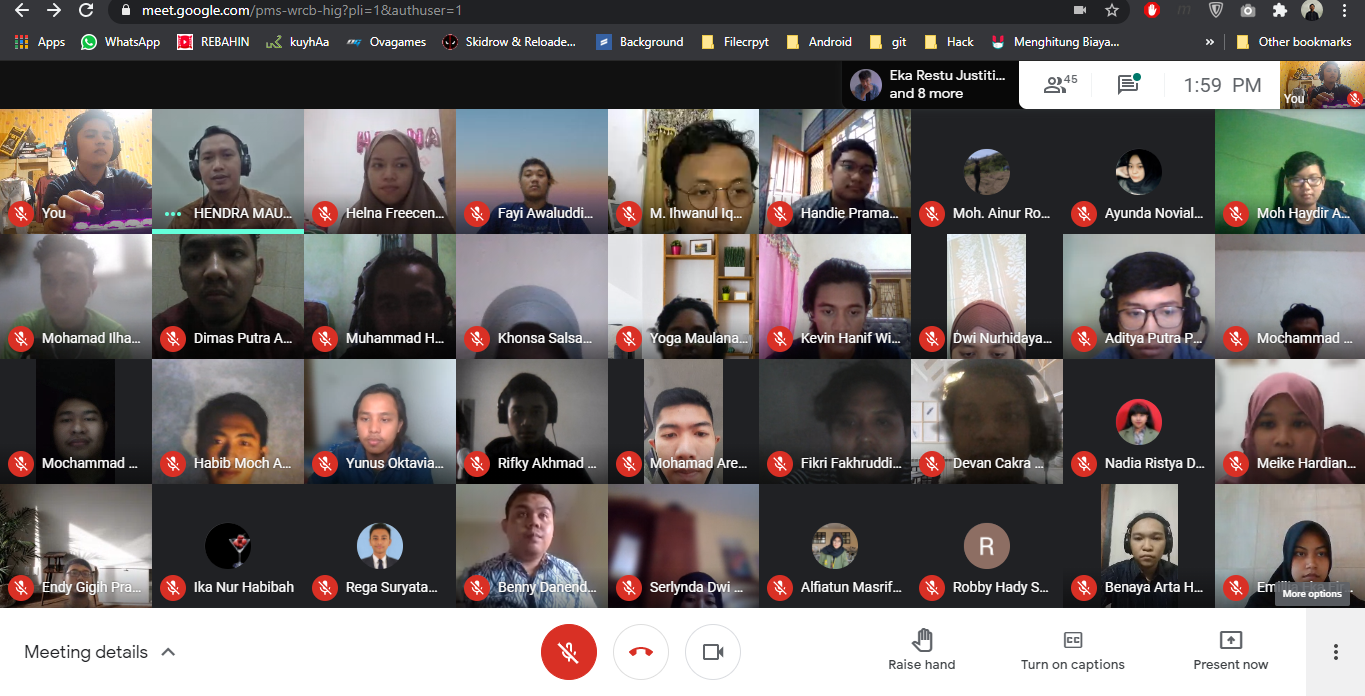 meet.google.com/pms-wrcb-hig?pli=1&authuser=1
Apps WhatsApp REBAHIN kuyhAa Ovagames Skidrow & Reloade... Background Filecrpyt Android git Hack Menghitung Biaya... » Other bookmarks
Eka Restu Justiti...
and 8 more
45
1:59 PM
You
You
HENDRA MAU...
Helna Freecen...
Fayi Awaluddi...
M. Ihwanul Iq...
Handie Prama...
Moh. Ainur Ro...
Ayunda Novial...
Moh Haydir A...
Mohamad Ilha...
Dimas Putra A...
Muhammad H...
Khonsa Salsa...
Yoga Maulana...
Kevin Hanif Wi...
Dwi Nurhidaya...
Aditya Putra P...
Mochammad ...
Mochammad ...
Habib Moch A...
Yunus Oktavia...
Rifky Akhmad ...
Mohamad Are...
Fikri Fakhruddi...
Devan Cakra ...
Nadia Ristya D...
Meike Hardian...
Endy Gigih Pra...
Ika Nur Habibah
Rega Suryata...
Benny Danend...
Serlynda Dwi ...
Alfiatun Masrif...
R
Robby Hady S...
Benaya Arta H...
More options
Meeting details
Raise hand
Turn on captions
Present now